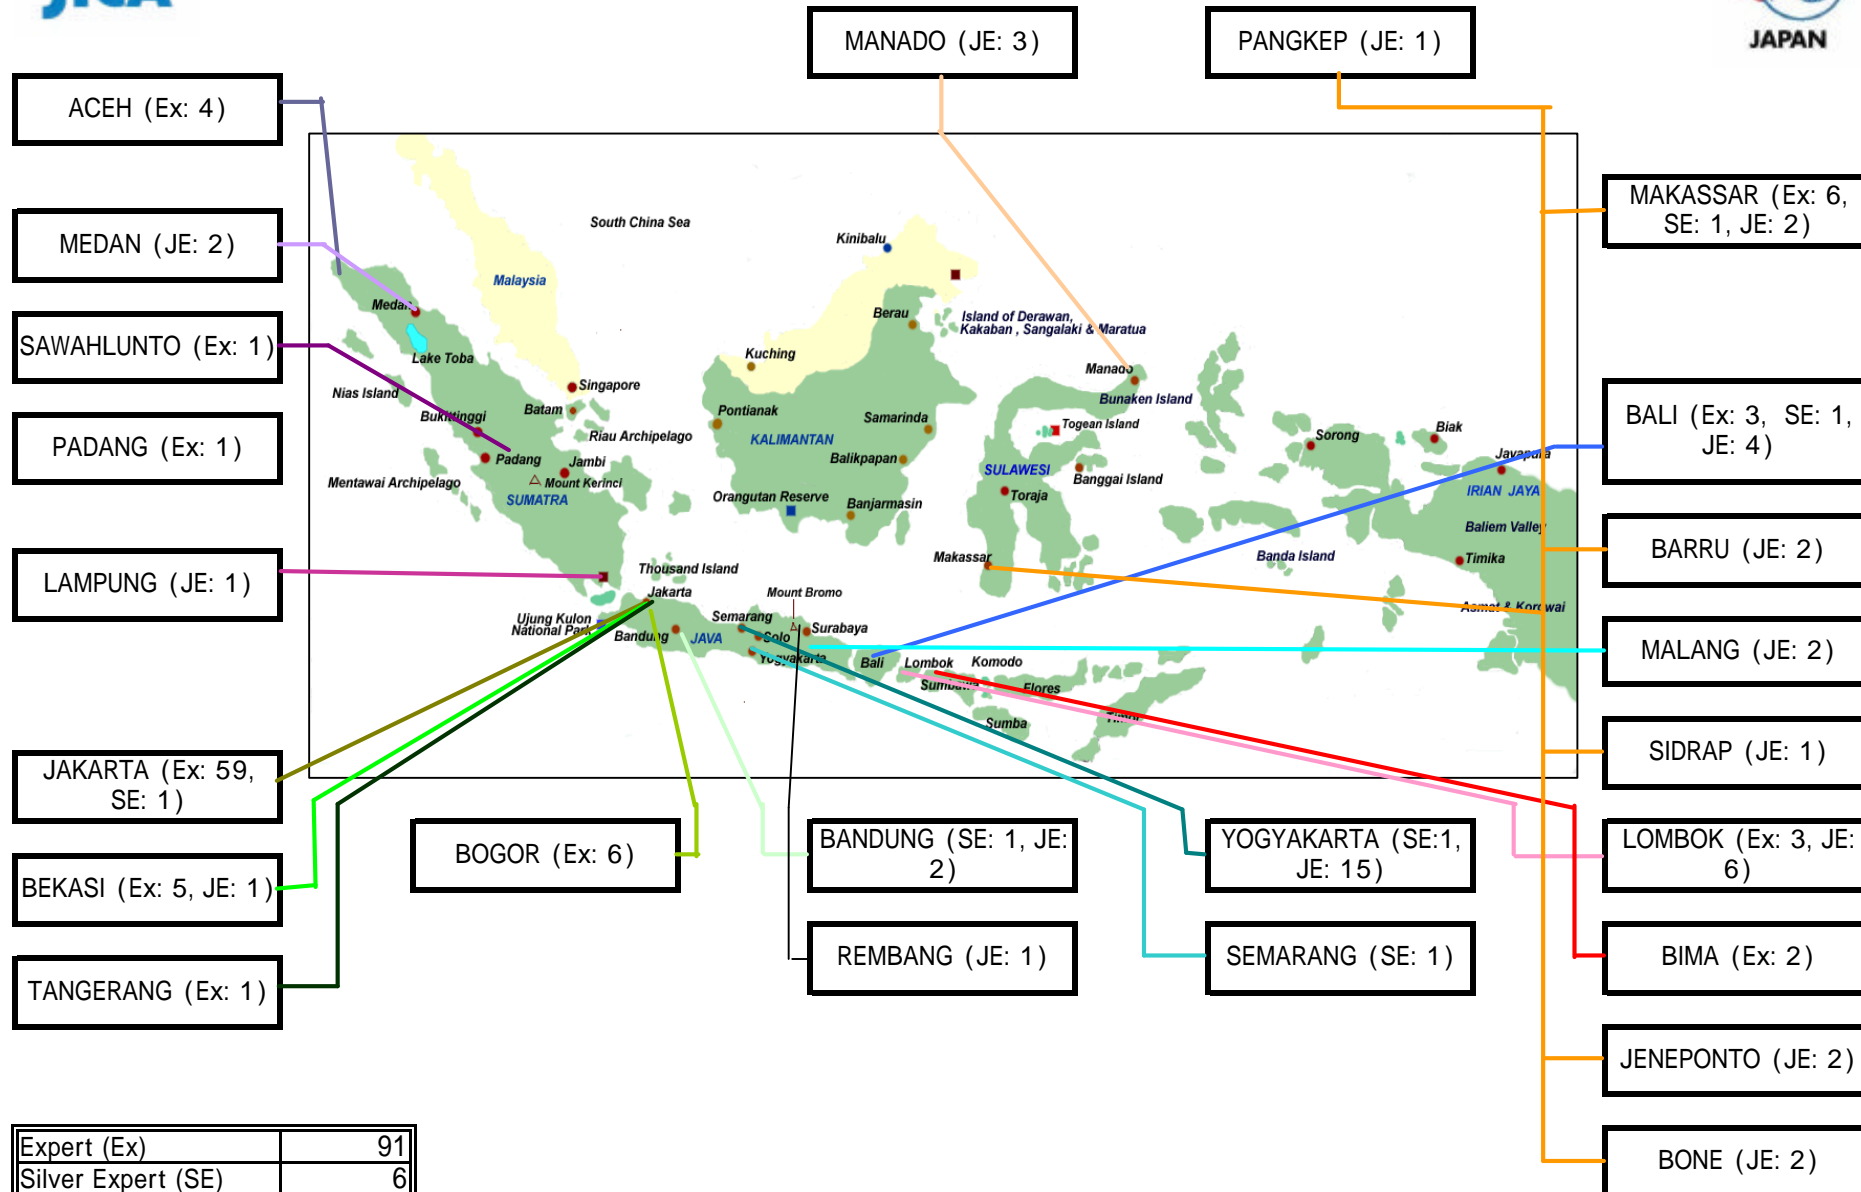 JICA
JAPAN
MANADO (JE: 3)
PANGKEP (JE: 1)
ACEH (Ex: 4)
MEDAN (JE: 2)
SAWAHLUNTO (Ex: 1)
PADANG (Ex: 1)
LAMPUNG (JE: 1)
JAKARTA (Ex: 59,
SE: 1)
BEKASI (Ex: 5, JE: 1)
TANGERANG (Ex: 1)
BOGOR (Ex: 6)
BANDUNG (SE: 1, JE:
2)
REMBANG (JE: 1)
YOGYAKARTA (SE:1,
JE: 15)
SEMARANG (SE: 1)
MAKASSAR (Ex: 6,
SE: 1, JE: 2)
BALI (Ex: 3, SE: 1,
JE: 4)
BARRU (JE: 2)
MALANG (JE: 2)
SIDRAP (JE: 1)
LOMBOK (Ex: 3, JE:
6)
BIMA (Ex: 2)
JENEPONTO (JE: 2)
BONE (JE: 2)
South China Sea
Malaysia
Kinibalu
Medan
Lake Toba
Nias Island
Bukittinggi
Singapore
Batam
Riau Archipelago
Padang
Jambi
Mount Kerinci
Mentawai Archipelago
SUMATRA
Kuching
Berau
Island of Derawan,
Kakaban , Sangalaki & Maratua
Pontianak
KALIMANTAN
Samarinda
Balikpapan
Orangutan Reserve
Banjarmasin
Manado
Bunaken Island
Togean Island
SULAWESI
Banggai Island
Toraja
Makassar
Sorong
Biak
Jayapura
IRIAN JAYA
Baliem Valley
Timika
Banda Island
Asmat & Korowai
Thousand Island
Jakarta
Ujung Kulon
National Park
Bandung
JAVA
Semarang
Solo
Yogyakarta
Mount Bromo
Surabaya
Bali
Lombok
Komodo
Sumbawa
Flores
Sumba
Timor
Expert (Ex) 91
Silver Expert (SE) 6